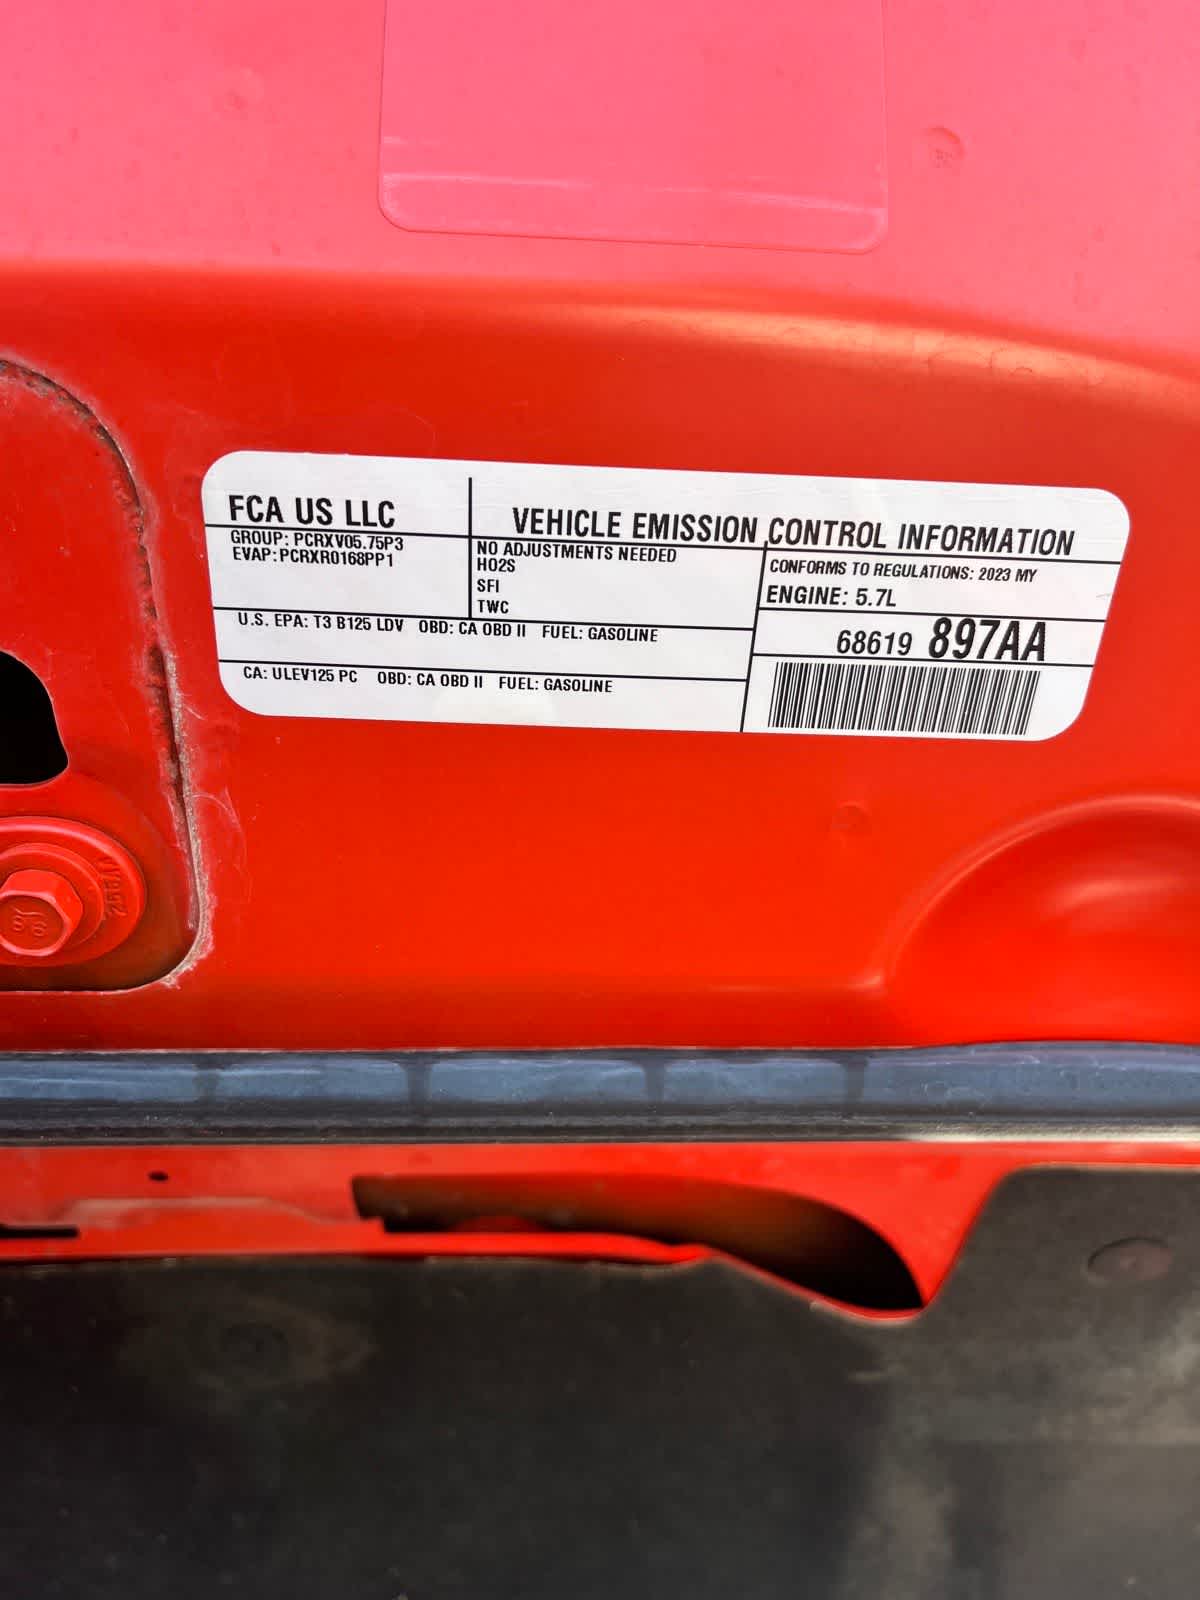 FCA US LLC
GROUP: PCRXV05.75P3
EVAP:PCRXR0168PP1
VEHICLE EMISSION CONTROL INFORMATION
NO ADJUSTMENTS NEEDED
HO2S
SFI
TWC
CONFORMS TO REGULATIONS: 2023 MY
ENGINE: 5.7L
U.S. EPA: T3 B125 LDV OBD: CA OBD II FUEL: GASOLINE
68619 897AA
CA: ULEV125 PC OBD: CA OBD II FUEL: GASOLINE